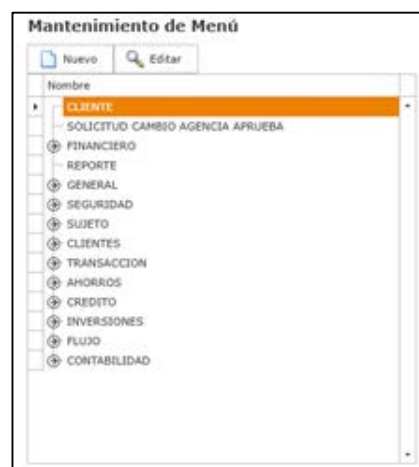 Mantenimiento de Menú
Nuevo Editar
Nombre
CLIENTE
SOLICITUD CAMBIO AGENCIA APRUEBA
FINANCIERO
REPORTE
GENERAL
SEGURIDAD
SUJETO
CLIENTES
TRANSACCION
AHORROS
CREDITO
INVERSIONES
FLUJO
CONTABILIDAD